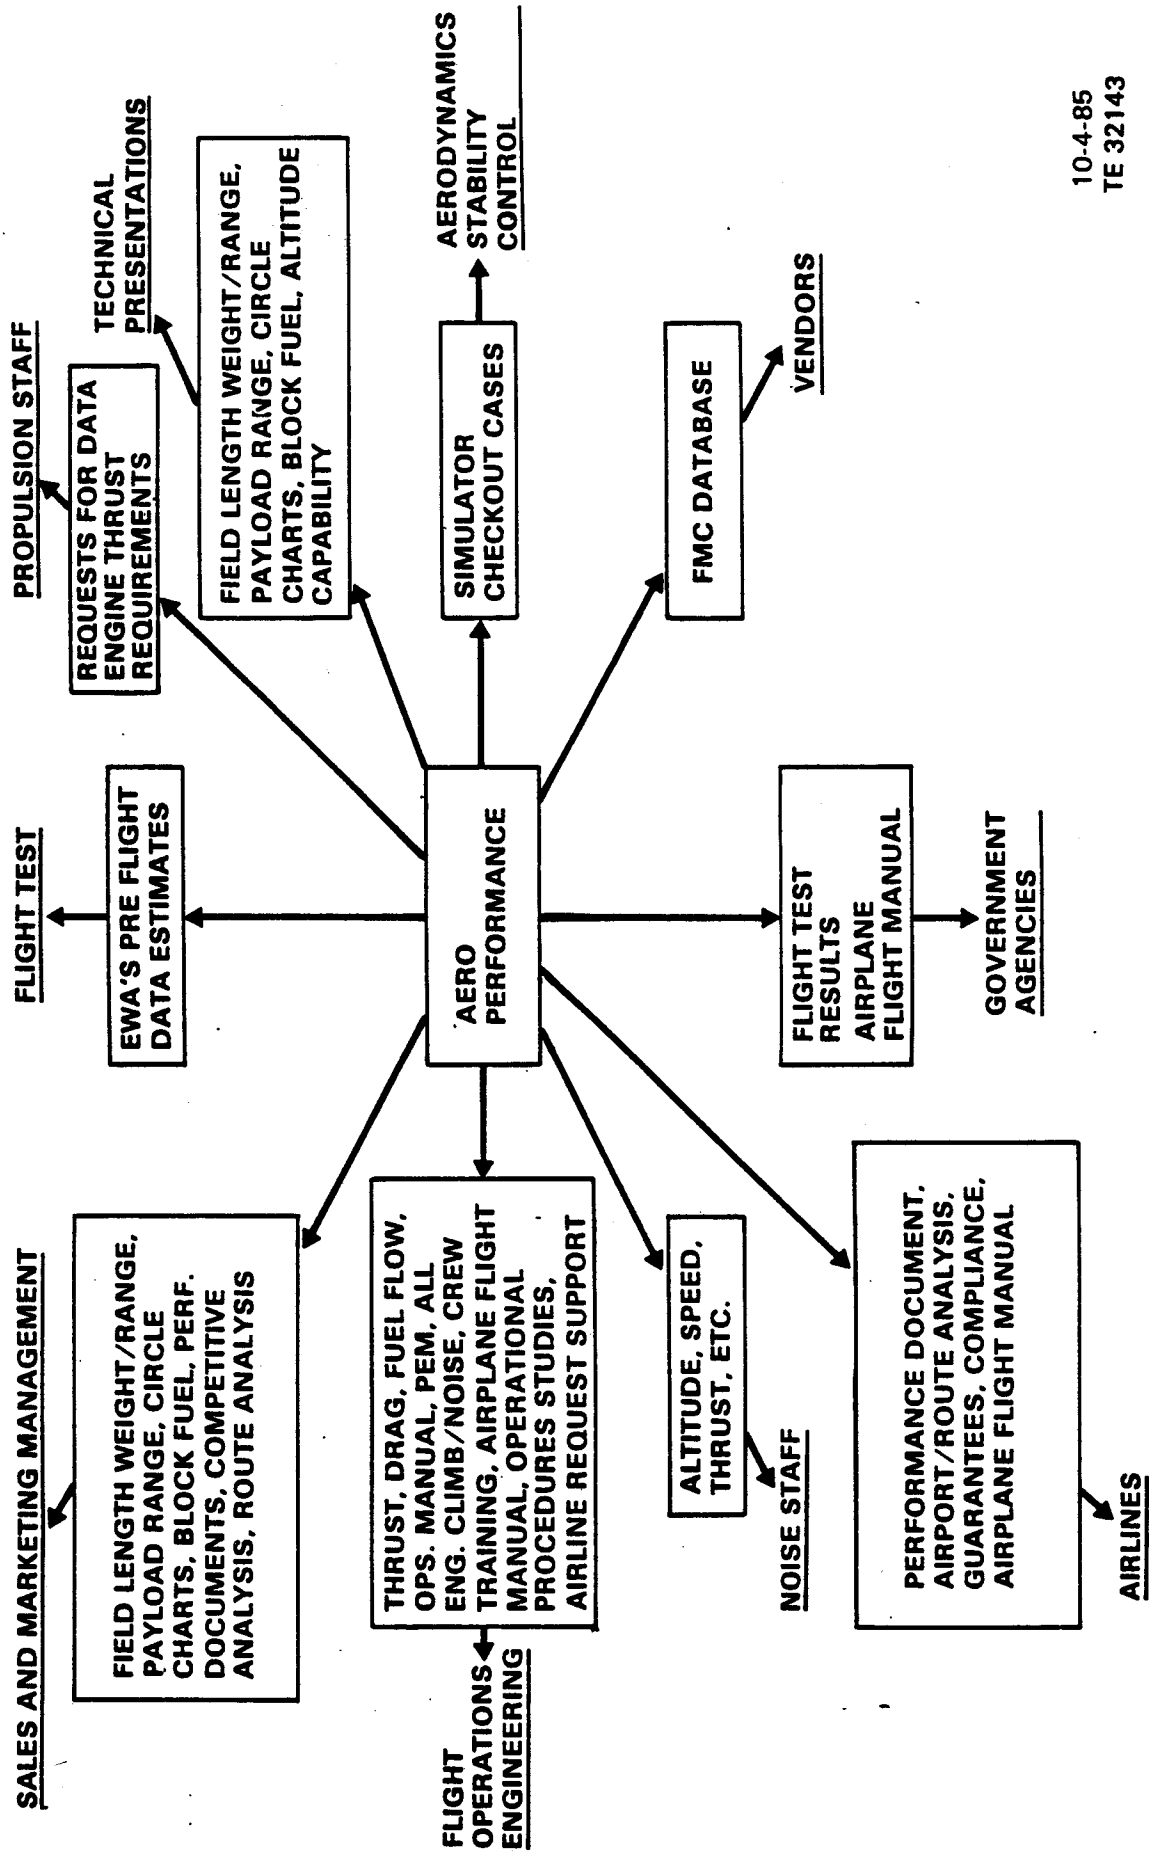 SALES AND MARKETING MANAGEMENT
FIELD LENGTH WEIGHT/RANGE,
PAYLOAD RANGE, CIRCLE
CHARTS, BLOCK FUEL, PERF.
DOCUMENTS, COMPETITIVE
ANALYSIS, ROUTE ANALYSIS
FLIGHT TEST
EWA'S PRE FLIGHT
DATA ESTIMATES
PROPULSION STAFF
REQUESTS FOR DATA
ENGINE THRUST
REQUIREMENTS
TECHNICAL
PRESENTATIONS
FIELD LENGTH WEIGHT/RANGE,
PAYLOAD RANGE, CIRCLE
CHARTS, BLOCK FUEL, ALTITUDE
CAPABILITY
FLIGHT
OPERATIONS
ENGINEERING
THRUST, DRAG, FUEL FLOW,
OPS. MANUAL, PEM, ALL
ENG. CLIMB/NOISE, CREW
TRAINING, AIRPLANE FLIGHT
MANUAL, OPERATIONAL
PROCEDURES STUDIES,
AIRLINE REQUEST SUPPORT
AERO
PERFORMANCE
SIMULATOR
CHECKOUT CASES
AERODYNAMICS
STABILITY
CONTROL
ALTITUDE, SPEED,
THRUST, ETC.
NOISE STAFF
FMC DATABASE
VENDORS
PERFORMANCE DOCUMENT,
AIRPORT/ROUTE ANALYSIS,
GUARANTEES, COMPLIANCE,
AIRPLANE FLIGHT MANUAL
AIRLINES
FLIGHT TEST
RESULTS
AIRPLANE
FLIGHT MANUAL
GOVERNMENT
AGENCIES
10-4-85
TE 32143